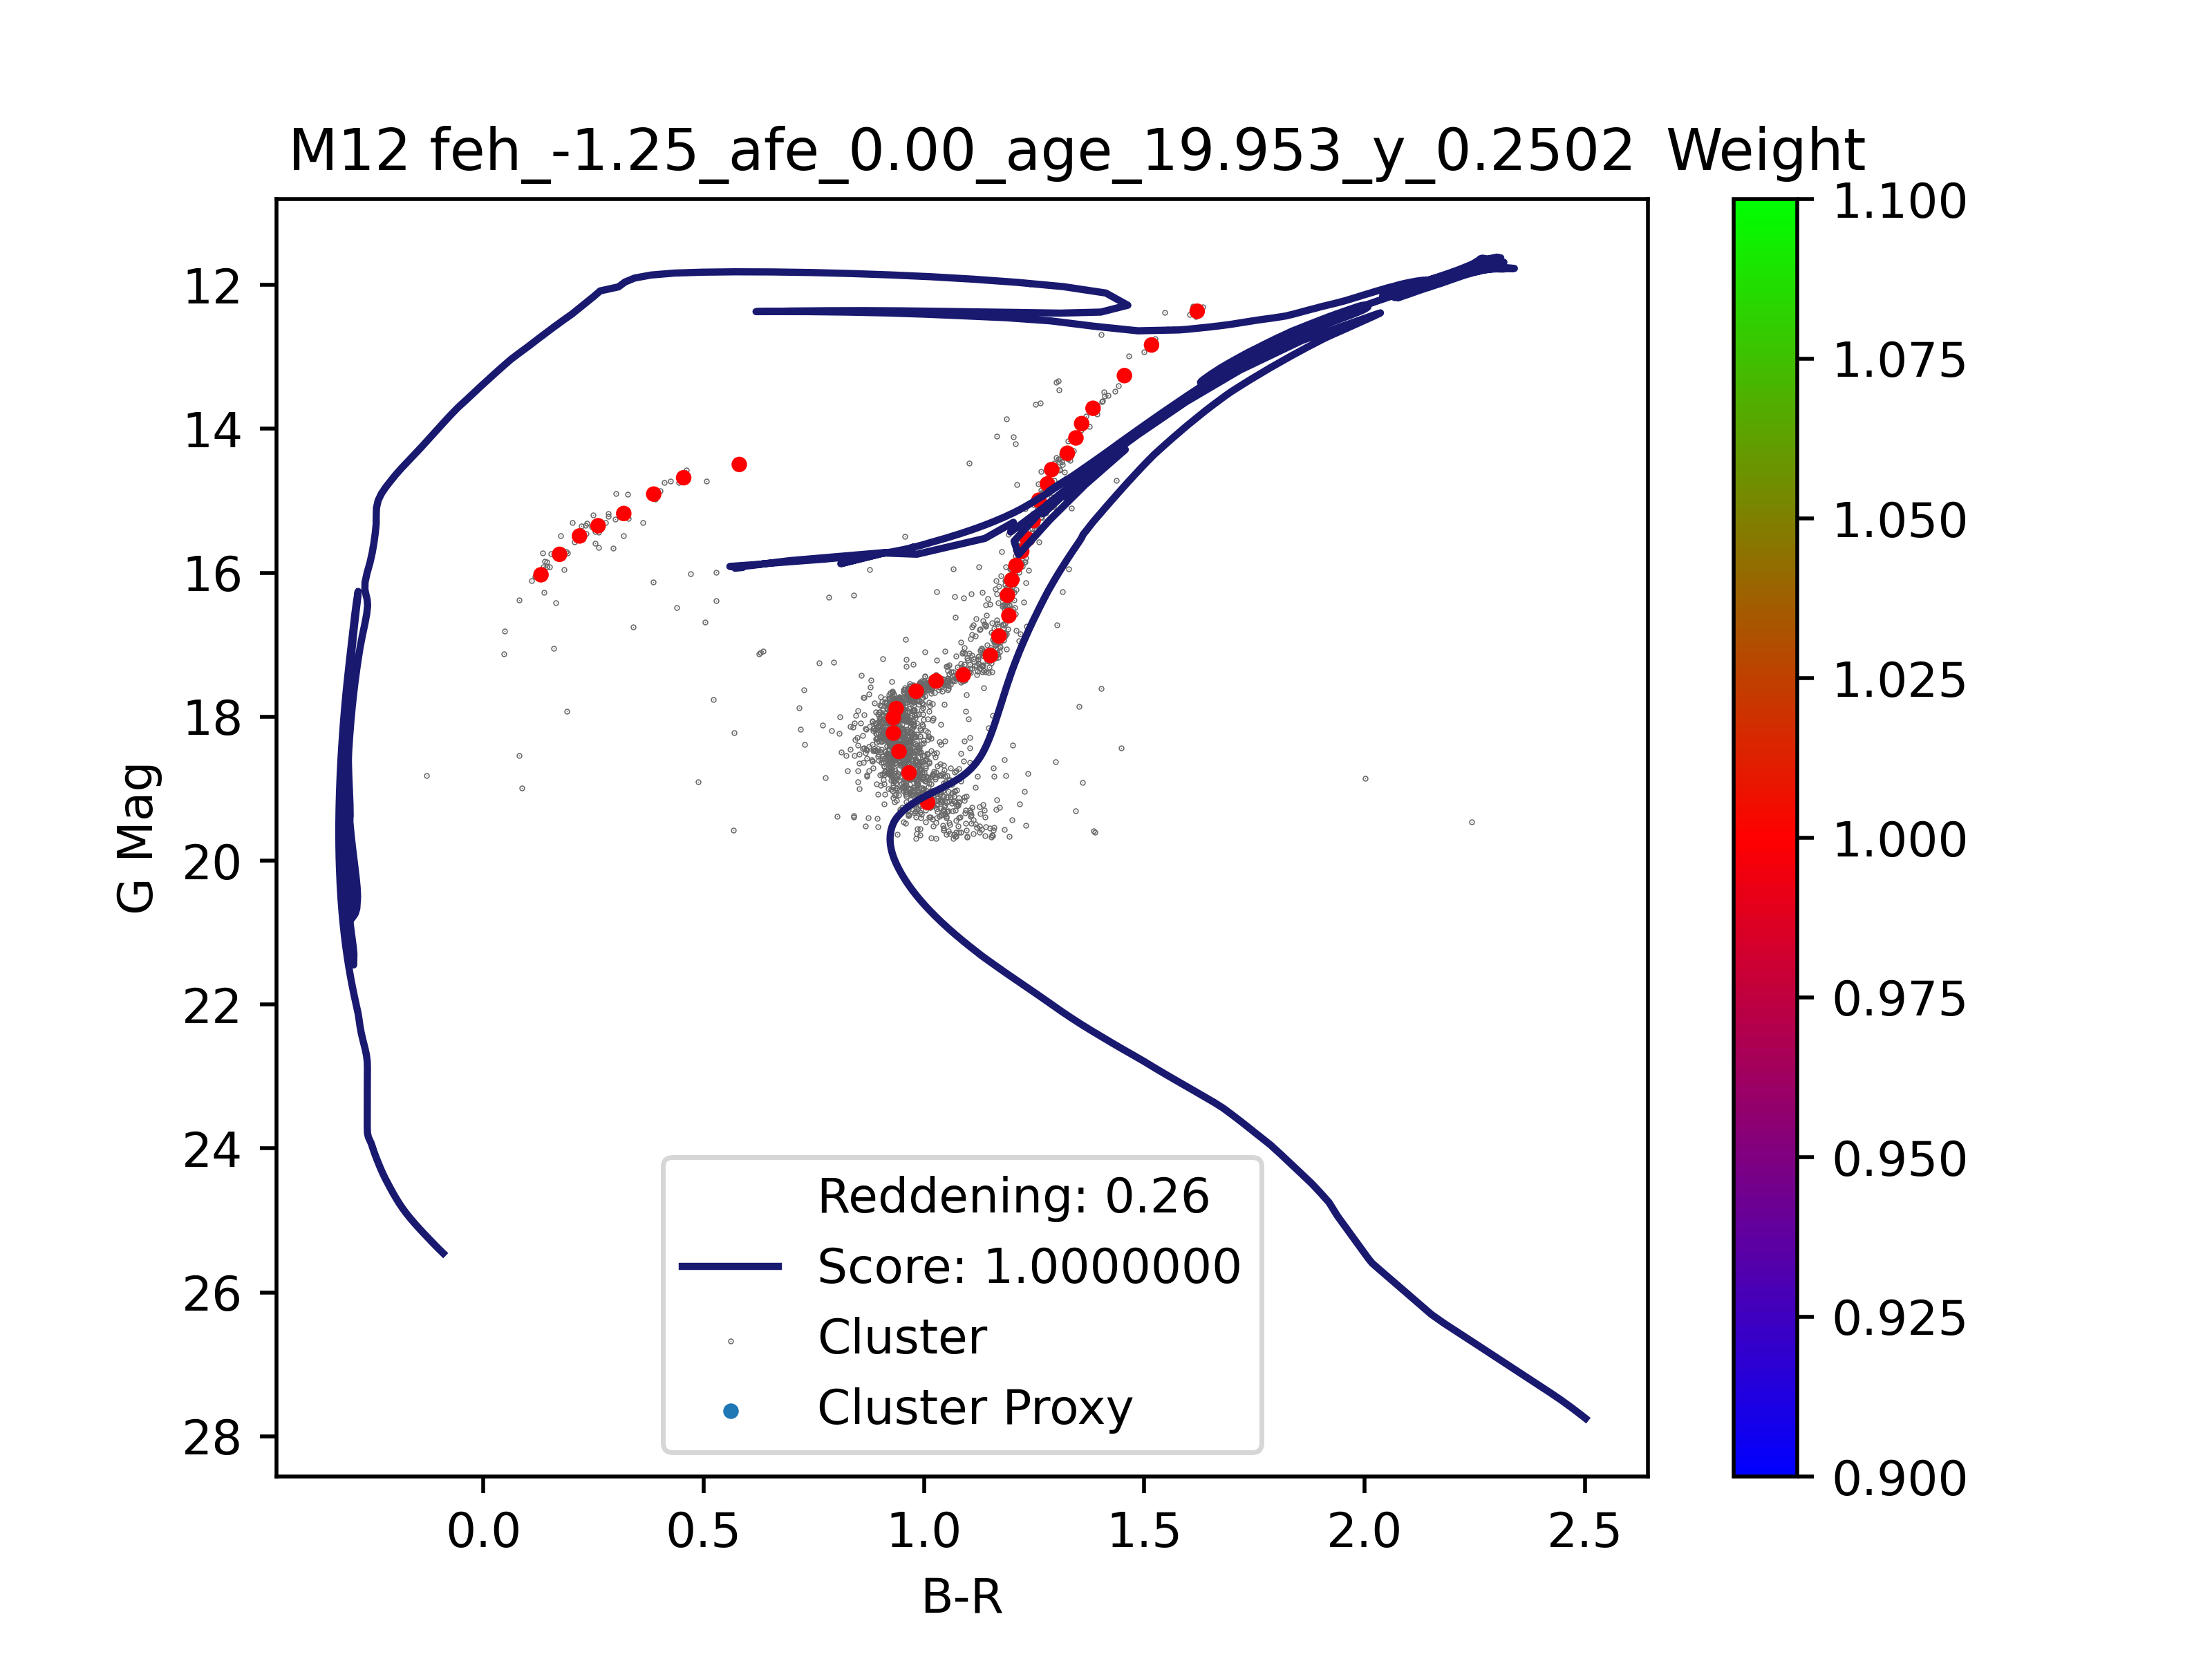 M12 feh_-1.25_afe_0.00_age_19.953_y_0.2502 Weight
12
14
16
18
20
22
24
26
28
G Mag
0.0 0.5 1.0 1.5 2.0 2.5
B-R
Reddening: 0.26
Score: 1.0000000
Cluster
Cluster Proxy
1.100
1.075
1.050
1.025
1.000
0.975
0.950
0.925
0.900